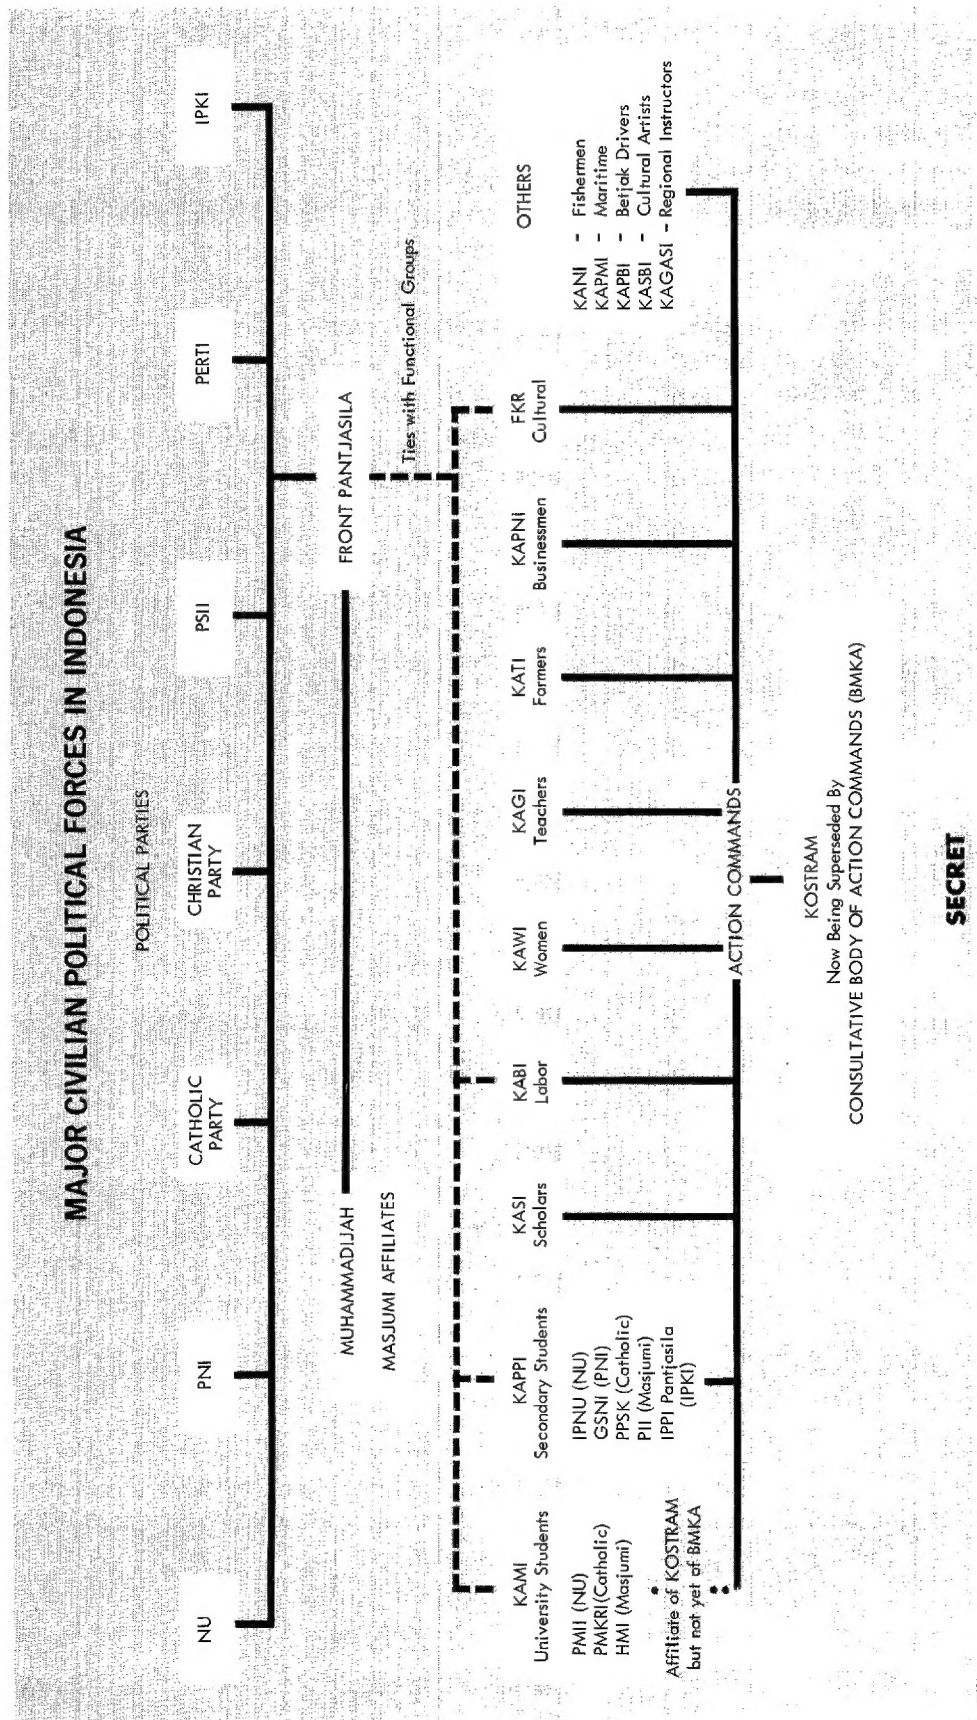 MAJOR CIVILIAN POLITICAL FORCES IN INDONESIA
POLITICAL PARTIES
NU
PNI
CATHOLIC
PARTY
CHRISTIAN
PARTY
PSII
PERTI
IPKI
MUHAMMADIJAH
FRONT PANTJASILA
MASJUMI AFFILIATES
Ties with Functional Groups
KAMI
University Students
PMII (NU)
PMKRI(Catholic)
HMI (Masjumi)
Affiliate of KOSTRAM
but not yet of BMKA
KAPPI
Secondary Students
IPNU (NU)
GSNI (PNI)
PPSK (Catholic)
PII (Masjumi)
IPPI Pantjasila
(IPKI)
KASI
Scholars
KABI
Labor
KAWI
Women
KAGI
Teachers
KATI
Farmers
KAPNI
Businessmen
FKR
Cultural
OTHERS
KANI - Fishermen
KAPMI - Maritime
KAPBI - Betjak Drivers
KASBI - Cultural Artists
KAGASI - Regional Instructors
ACTION COMMANDS
KOSTRAM
Now Being Superseded By
CONSULTATIVE BODY OF ACTION COMMANDS (BMKA)
SECRET